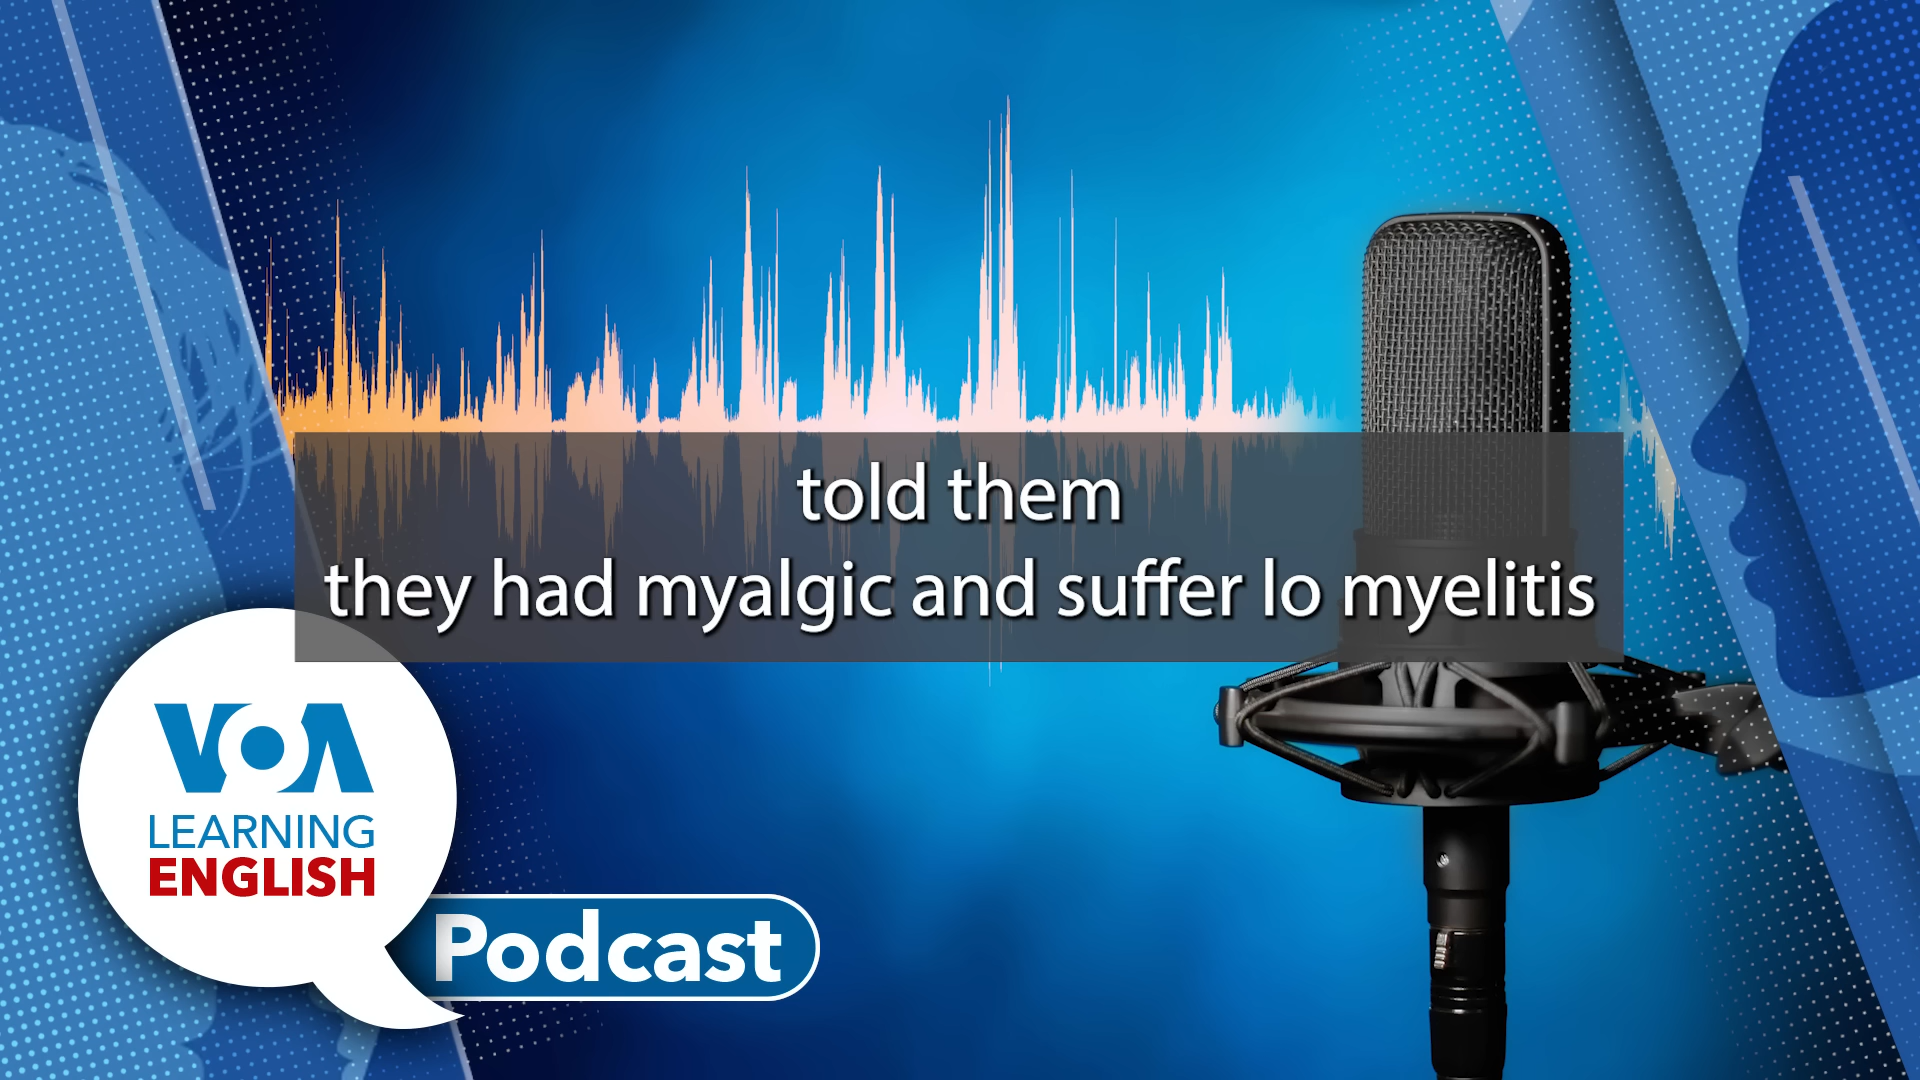 told them
they had myalgic and suffer lo myelitis
VOA
LEARNING
ENGLISH
Podcast